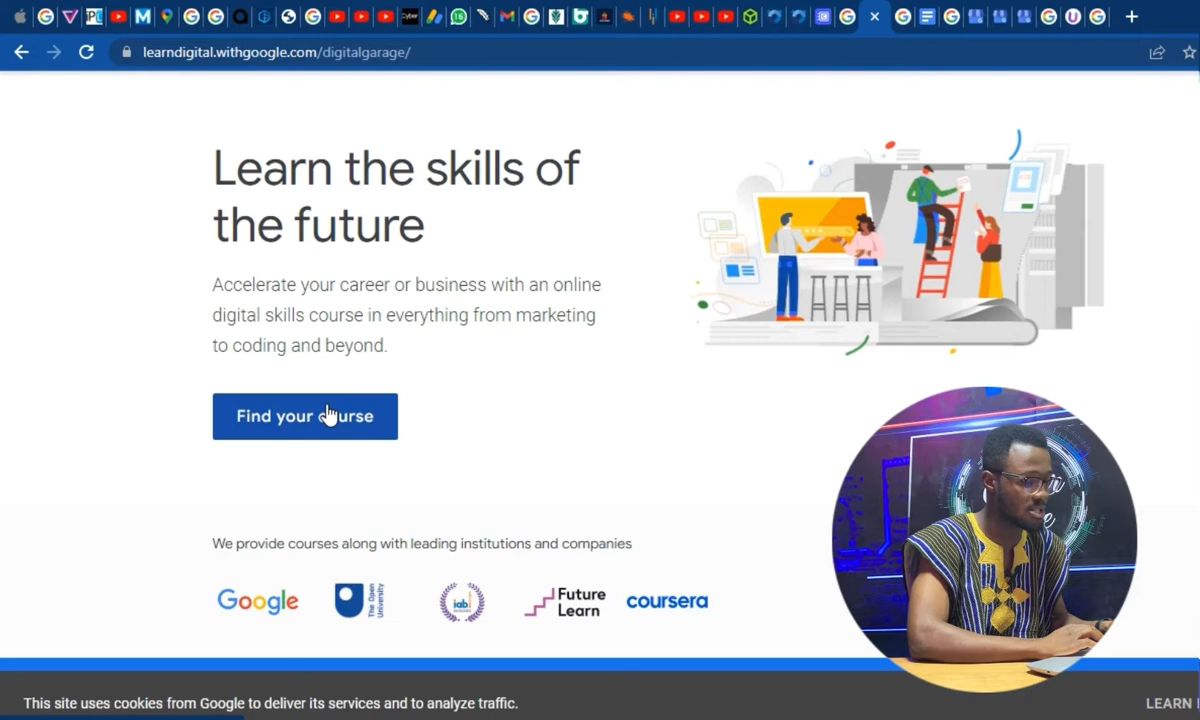 learndigital.withgoogle.com/digitalgarage/
Learn the skills of
the future
Accelerate your career or business with an online
digital skills course in everything from marketing
to coding and beyond.
Find your course
We provide courses along with leading institutions and companies
Google
The Open
University
iab
Future
Learn
coursera
This site uses cookies from Google to deliver its services and to analyze traffic.
LEARN